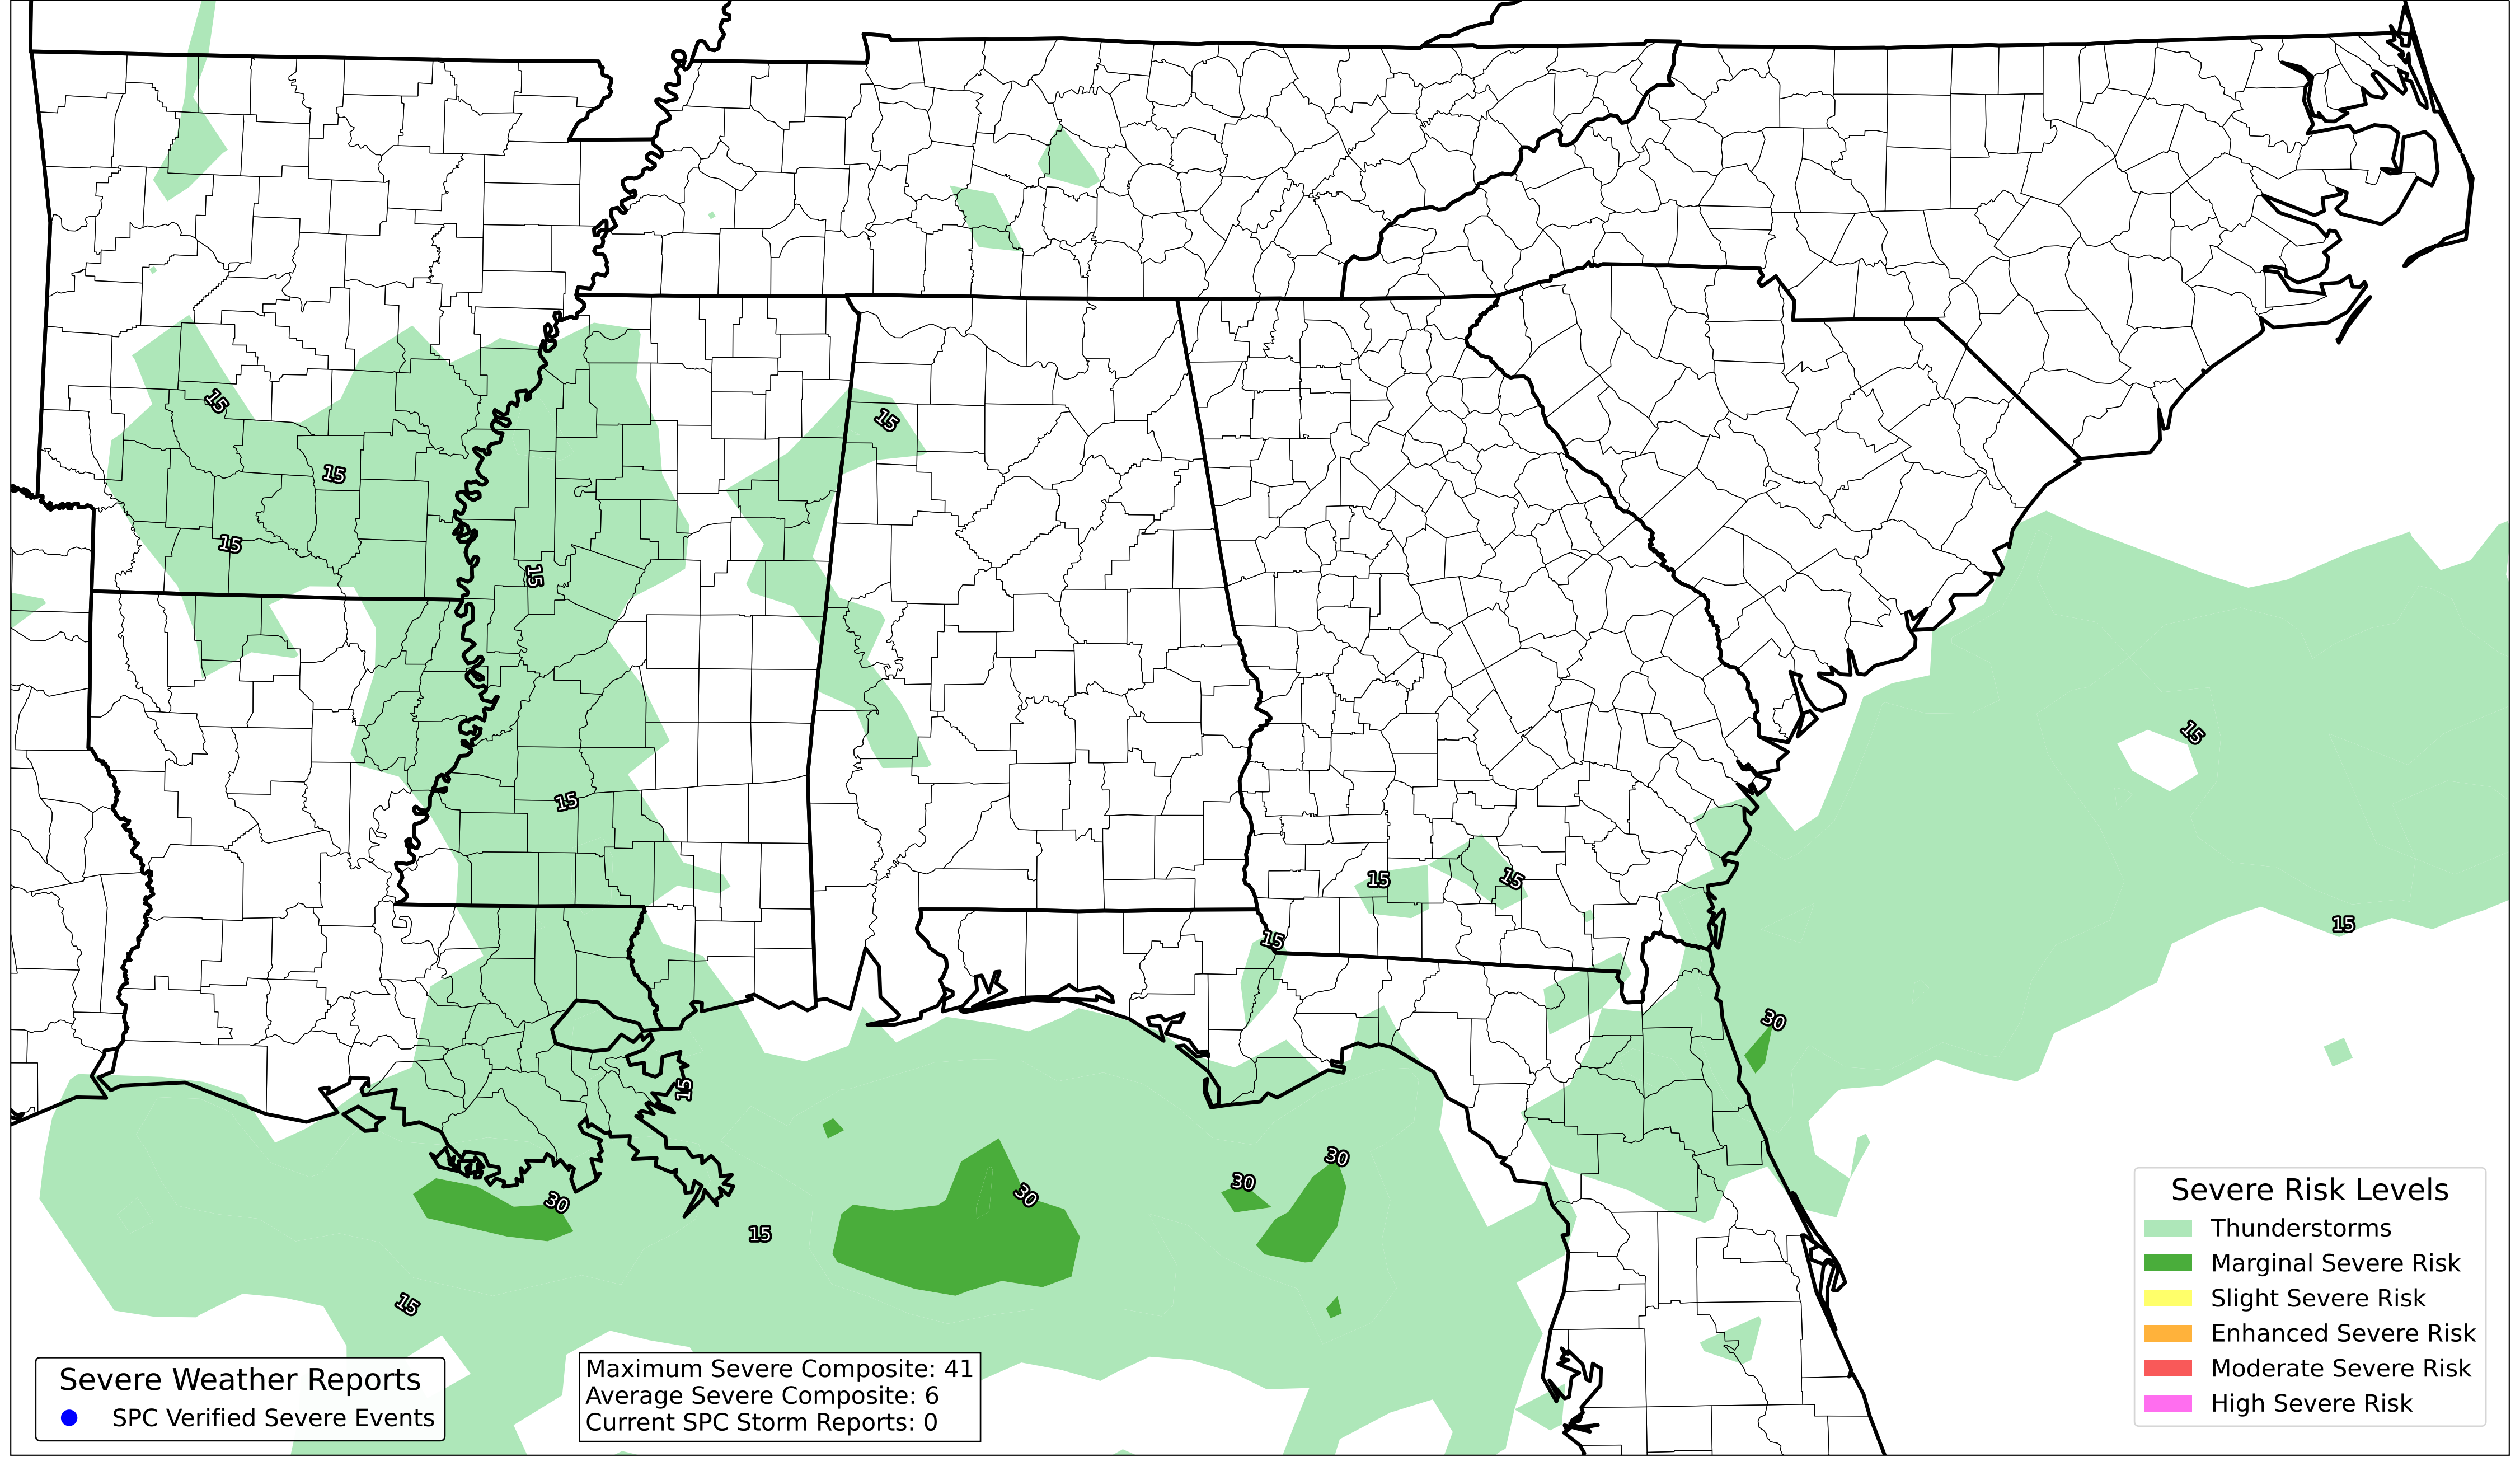 15
15
15
15
15
15
15
15
15
15
15
30
15
30
30
30
30
15
15
Severe Risk Levels
Thunderstorms
Marginal Severe Risk
Slight Severe Risk
Enhanced Severe Risk
Moderate Severe Risk
High Severe Risk
Severe Weather Reports
SPC Verified Severe Events
Maximum Severe Composite: 41
Average Severe Composite: 6
Current SPC Storm Reports: 0